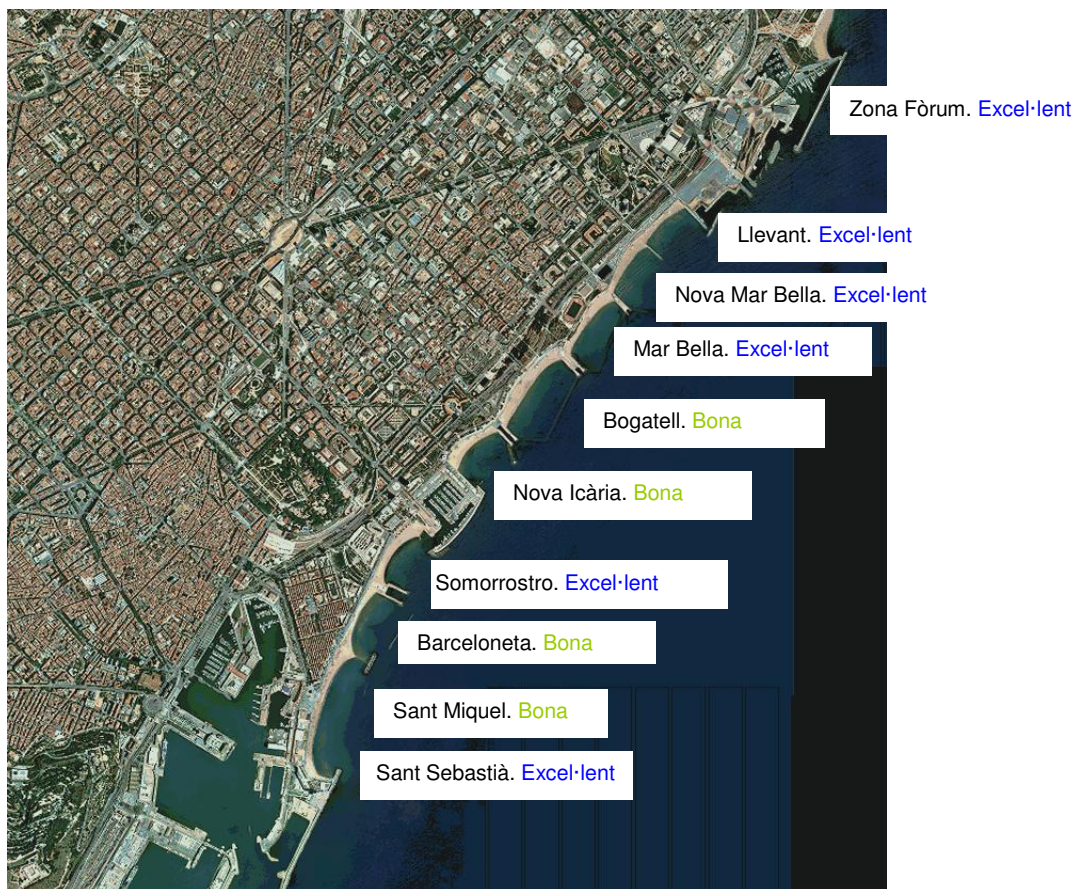 Zona Fòrum. Excel·lent
Llevant. Excel·lent
Nova Mar Bella. Excel·lent
Mar Bella. Excel·lent
Bogatell. Bona
Nova Icària. Bona
Somorrostro. Excel·lent
Barceloneta. Bona
Sant Miquel. Bona
Sant Sebastià. Excel·lent